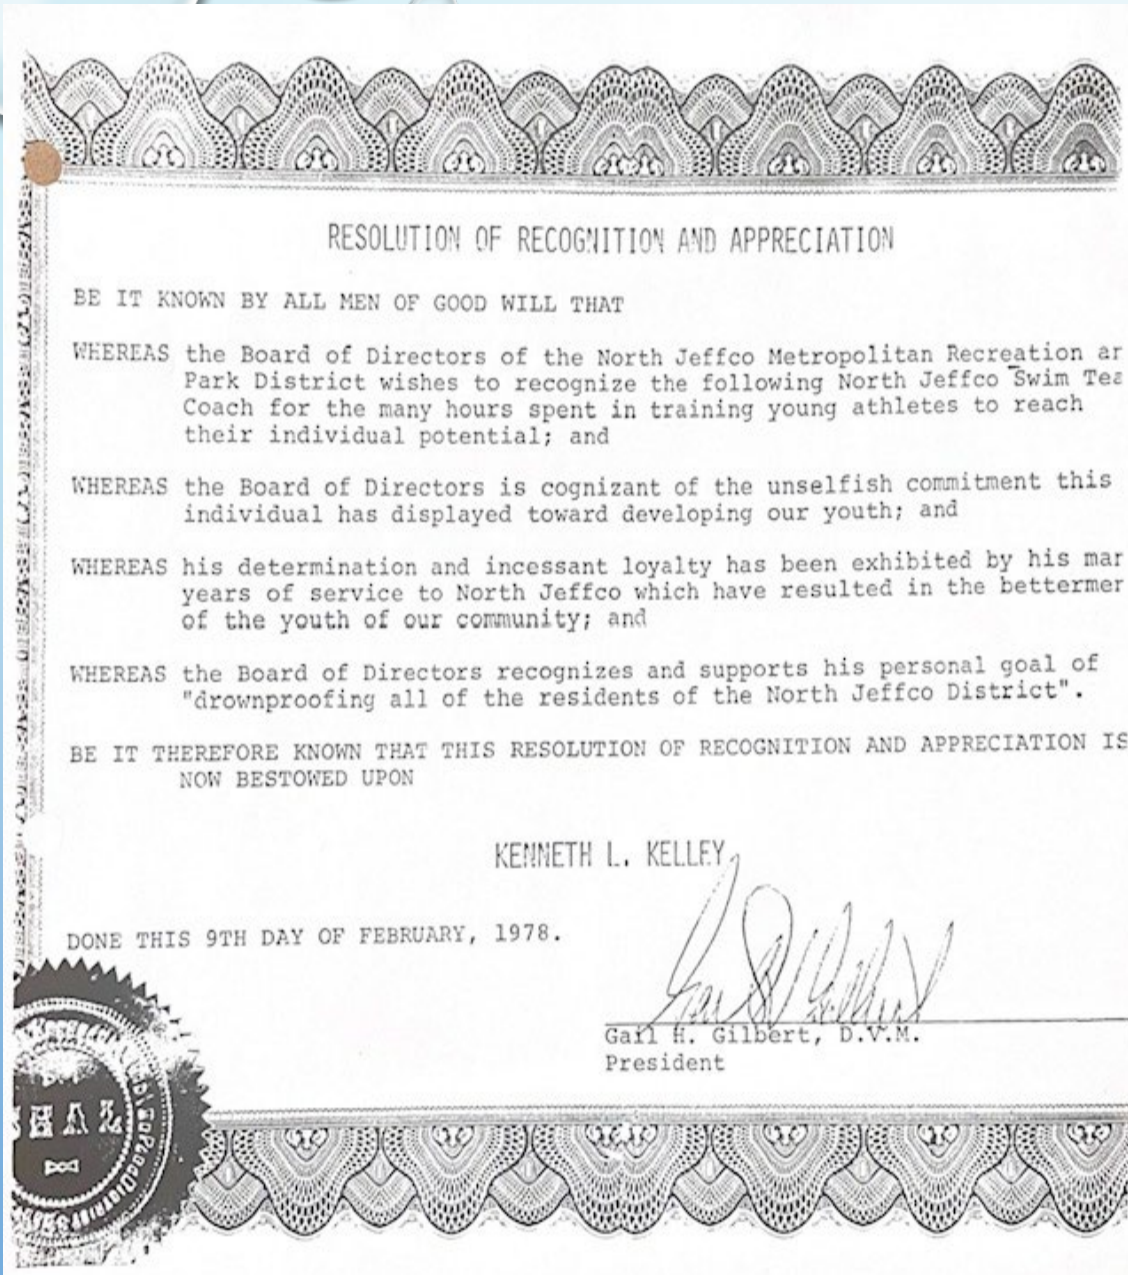 RESOLUTION OF RECOGNITION AND APPRECIATION
BE IT KNOWN BY ALL MEN OF GOOD WILL THAT
WHEREAS the Board of Directors of the North Jeffco Metropolitan Recreation ar
Park District wishes to recognize the following North Jeffco Swim Tea
Coach for the many hours spent in training young athletes to reach
their individual potential; and
WHEREAS the Board of Directors is cognizant of the unselfish commitment this
individual has displayed toward developing our youth; and
WHEREAS his determination and incessant loyalty has been exhibited by his mar
years of service to North Jeffco which have resulted in the bettermer
of the youth of our community; and
WHEREAS the Board of Directors recognizes and supports his personal goal of
"drownproofing all of the residents of the North Jeffco District".
BE IT THEREFORE KNOWN THAT THIS RESOLUTION OF RECOGNITION AND APPRECIATION IS
NOW BESTOWED UPON
KENNETH L. KELLEY
DONE THIS 9TH DAY OF FEBRUARY, 1978.
Gail H. Gilbert, D.V.M.
President